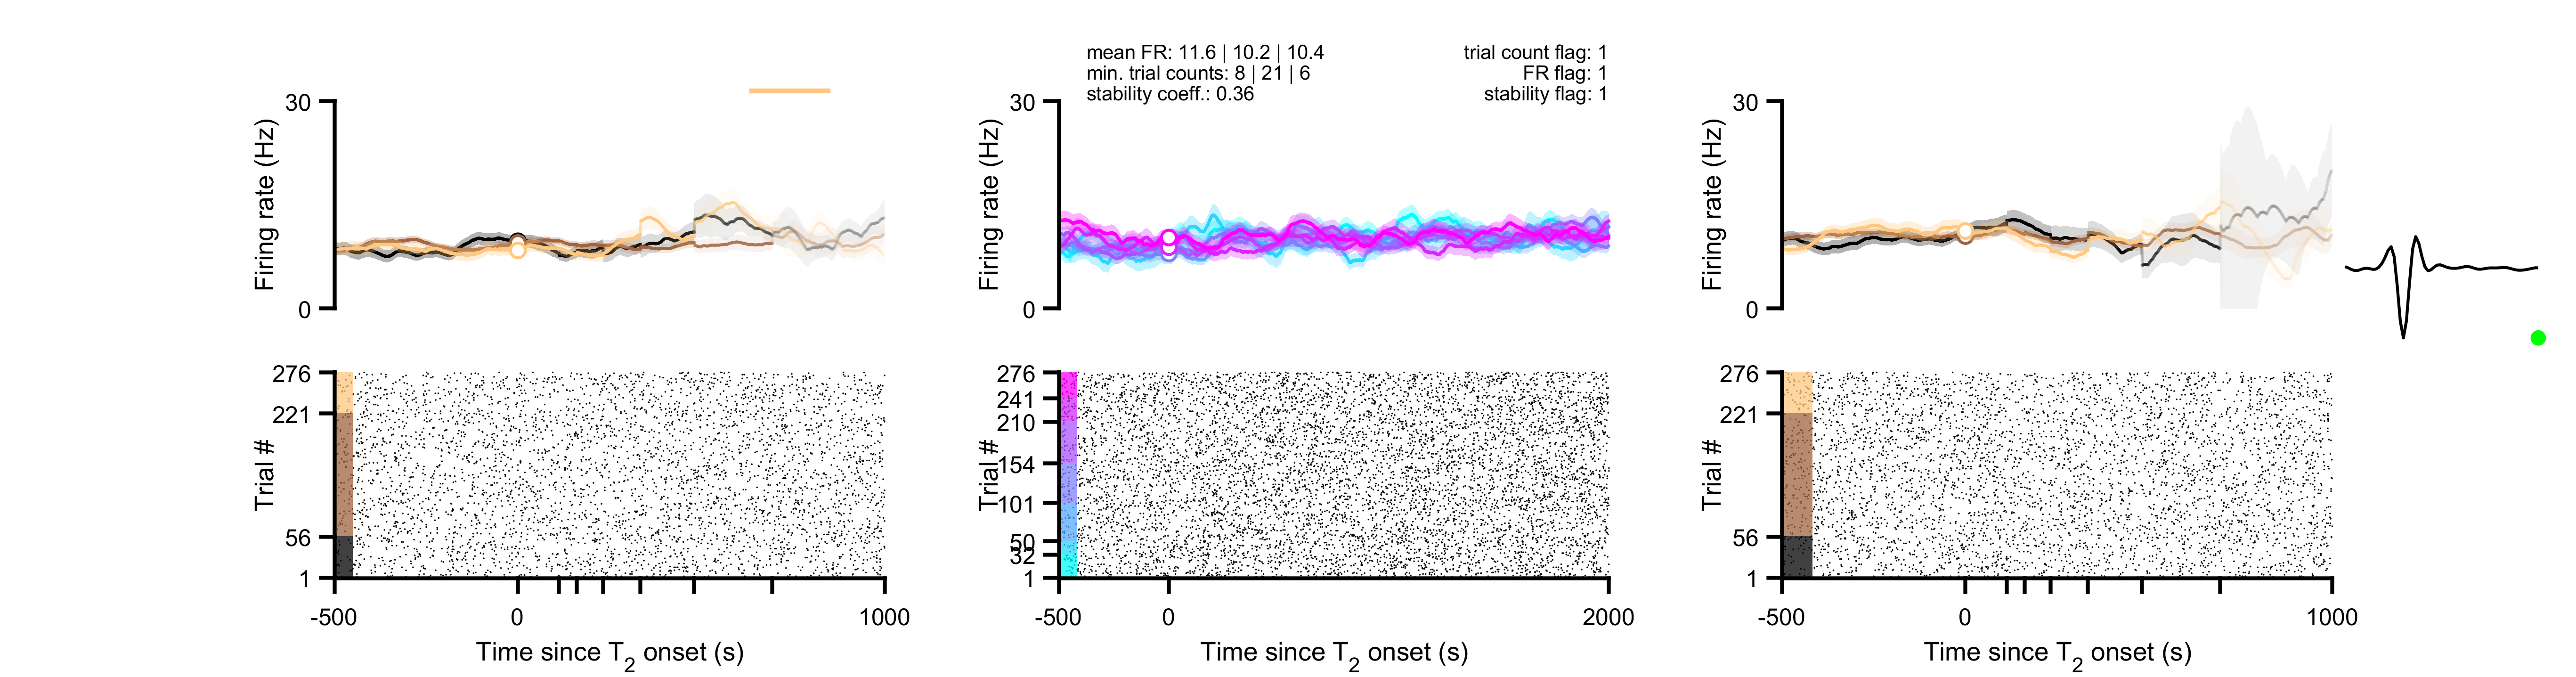 mean FR: 11.6 | 10.2 | 10.4
min. trial counts: 8 | 21 | 6
stability coeff.: 0.36
trial count flag: 1
FR flag: 1
stability flag: 1
30
Firing rate (Hz)
0
30
Firing rate (Hz)
0
30
Firing rate (Hz)
0
276
221
Trial #
56
1
-500
0
1000
Time since T2 onset (s)
276
241
210
Trial #
154
101
50
32
1
-500
0
2000
Time since T2 onset (s)
276
221
Trial #
56
1
-500
0
1000
Time since T2 onset (s)